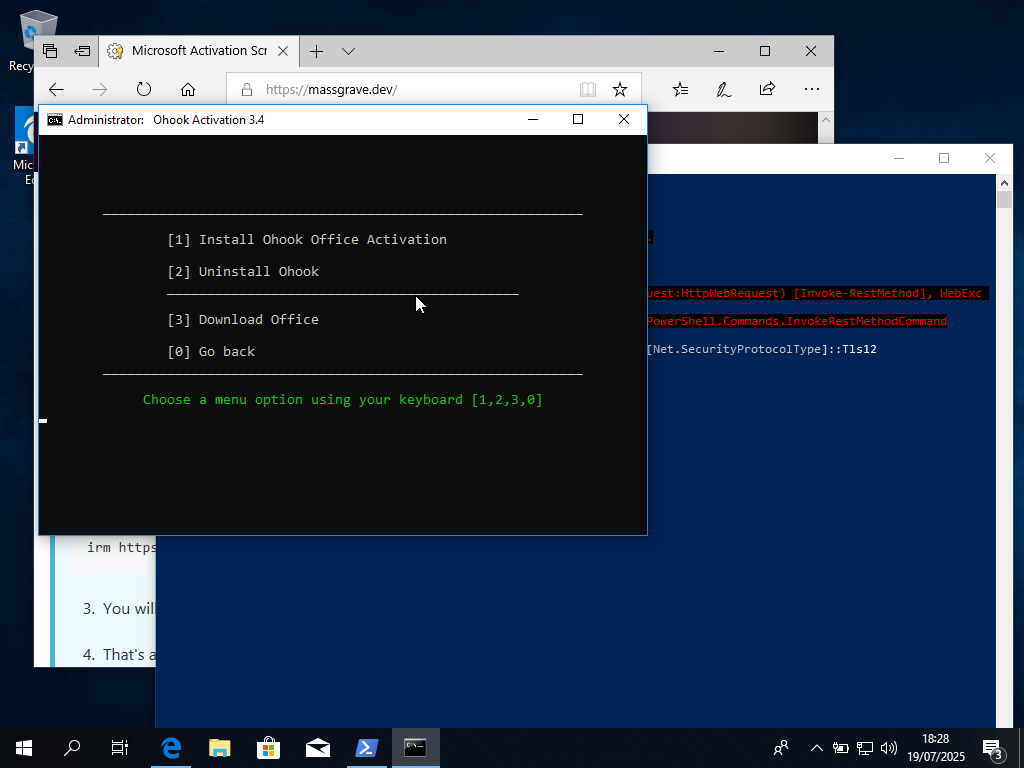 Recy
Microsoft Activation Scr
https://massgrave.dev/
Mic
Ec
Administrator: Ohook Activation 3.4
[1] Install Ohook Office Activation
[2] Uninstall Ohook
[3] Download Office
[0] Go back
Choose a menu option using your keyboard [1,2,3,0]
uest:HttpWebRequest) [Invoke-RestMethod], WebExc
PowerShell.Commands.InvokeRestMethodCommand
[Net.SecurityProtocolType]::Tls12
irm https
3. You will
4. That's a
18:28
19/07/2025
3